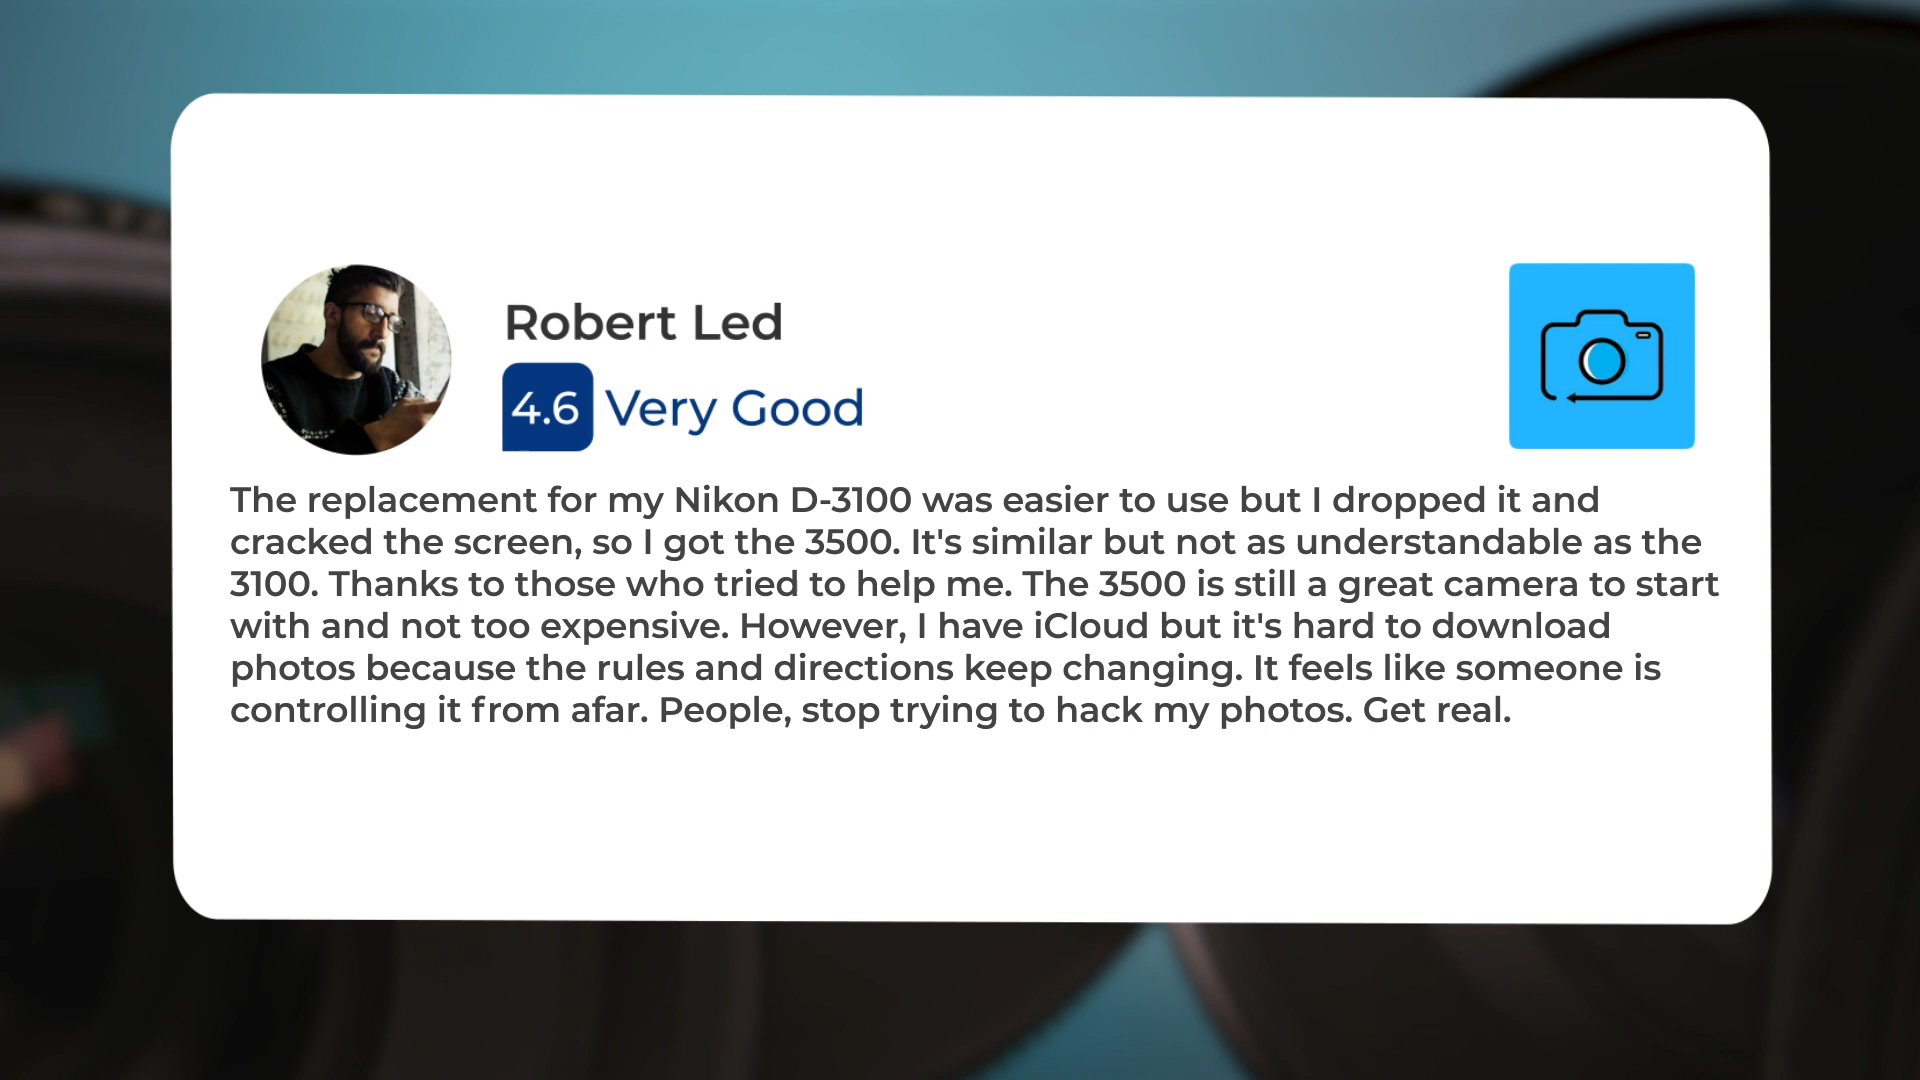 Robert Led
4.6 Very Good
The replacement for my Nikon D-3100 was easier to use but I dropped it and
cracked the screen, so I got the 3500. It's similar but not as understandable as the
3100. Thanks to those who tried to help me. The 3500 is still a great camera to start
with and not too expensive. However, I have iCloud but it's hard to download
photos because the rules and directions keep changing. It feels like someone is
controlling it from afar. People, stop trying to hack my photos. Get real.